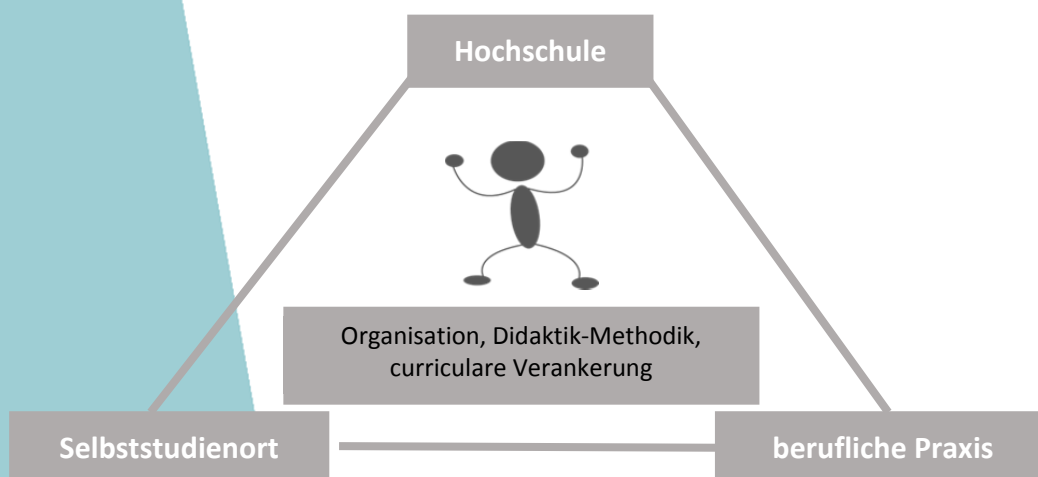 Hochschule
Organisation, Didaktik-Methodik,
curriculare Verankerung
Selbststudienort
berufliche Praxis